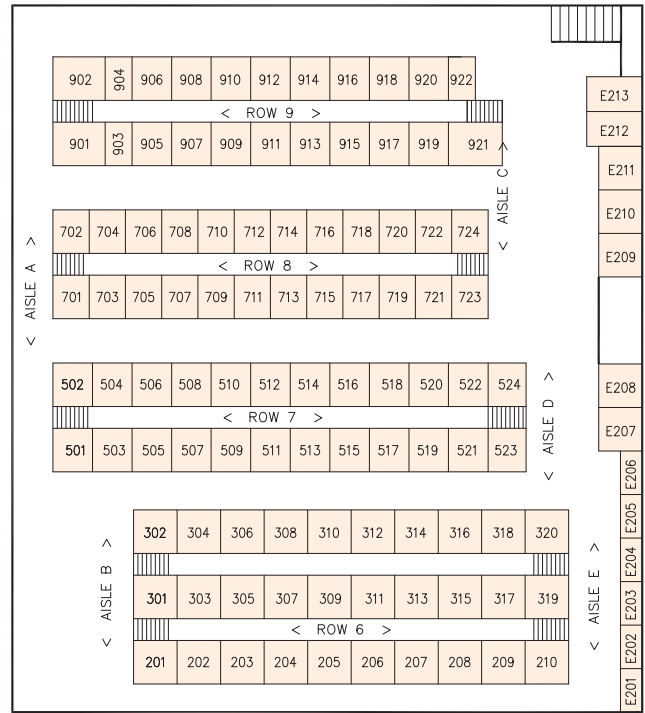 902 904 906 908 910 912 914 916 918 920 922
< ROW 9 >
901 903 905 907 909 911 913 915 917 919 921
E213
E212
E211
E210
E209
< AISLE C >
< AISLE A >
702 704 706 708 710 712 714 716 718 720 722 724
< ROW 8 >
701 703 705 707 709 711 713 715 717 719 721 723
502 504 506 508 510 512 514 516 518 520 522 524
< ROW 7 >
501 503 505 507 509 511 513 515 517 519 521 523
< AISLE D >
E208
E207
E206
E205
E204
E203
E202
E201
< AISLE B >
302 304 306 308 310 312 314 316 318 320
301 303 305 307 309 311 313 315 317 319
< ROW 6 >
201 202 203 204 205 206 207 208 209 210
< AISLE E >